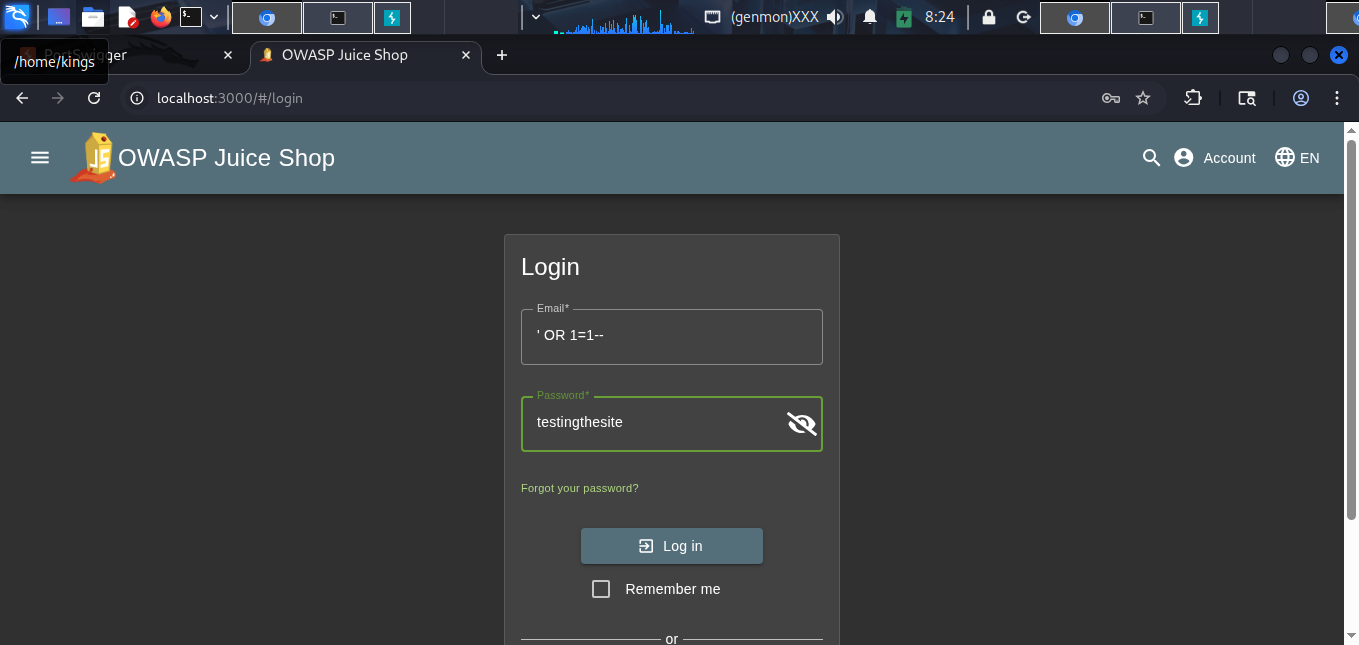 (genmon)XXX 8:24
PortSwigger OWASP Juice Shop
/home/kings
localhost:3000/#/login
JS OWASP Juice Shop Account EN
Login
Email*
' OR 1=1--
Password*
testingthesite
Forgot your password?
Log in
Remember me
or